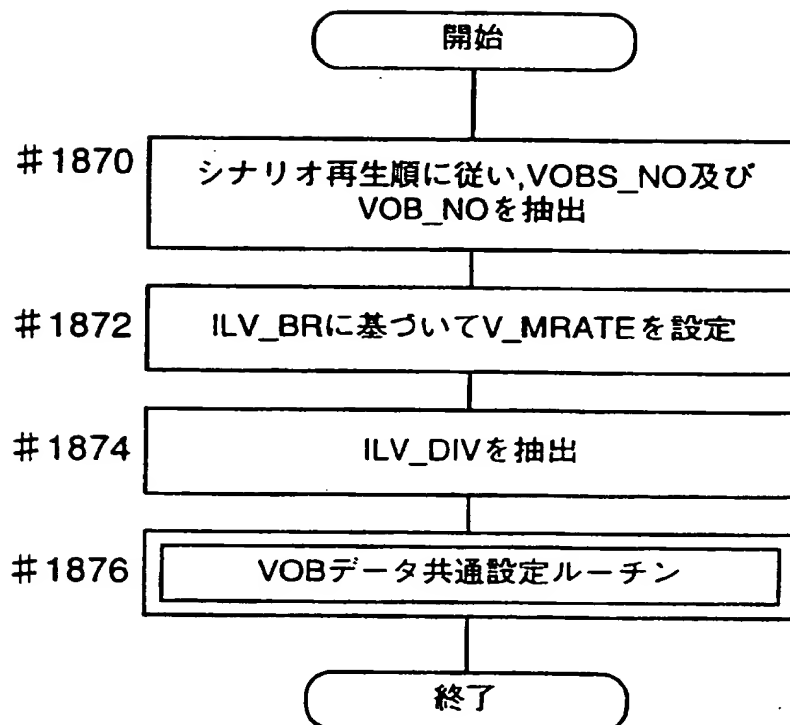 開始
#1870
シナリオ再生順に従い,VOBS_NO及び
VOB_NOを抽出
#1872
ILV_BRに基づいてV_MRATEを設定
#1874
ILV_DIVを抽出
#1876
VOBデータ共通設定ルーチン
終了